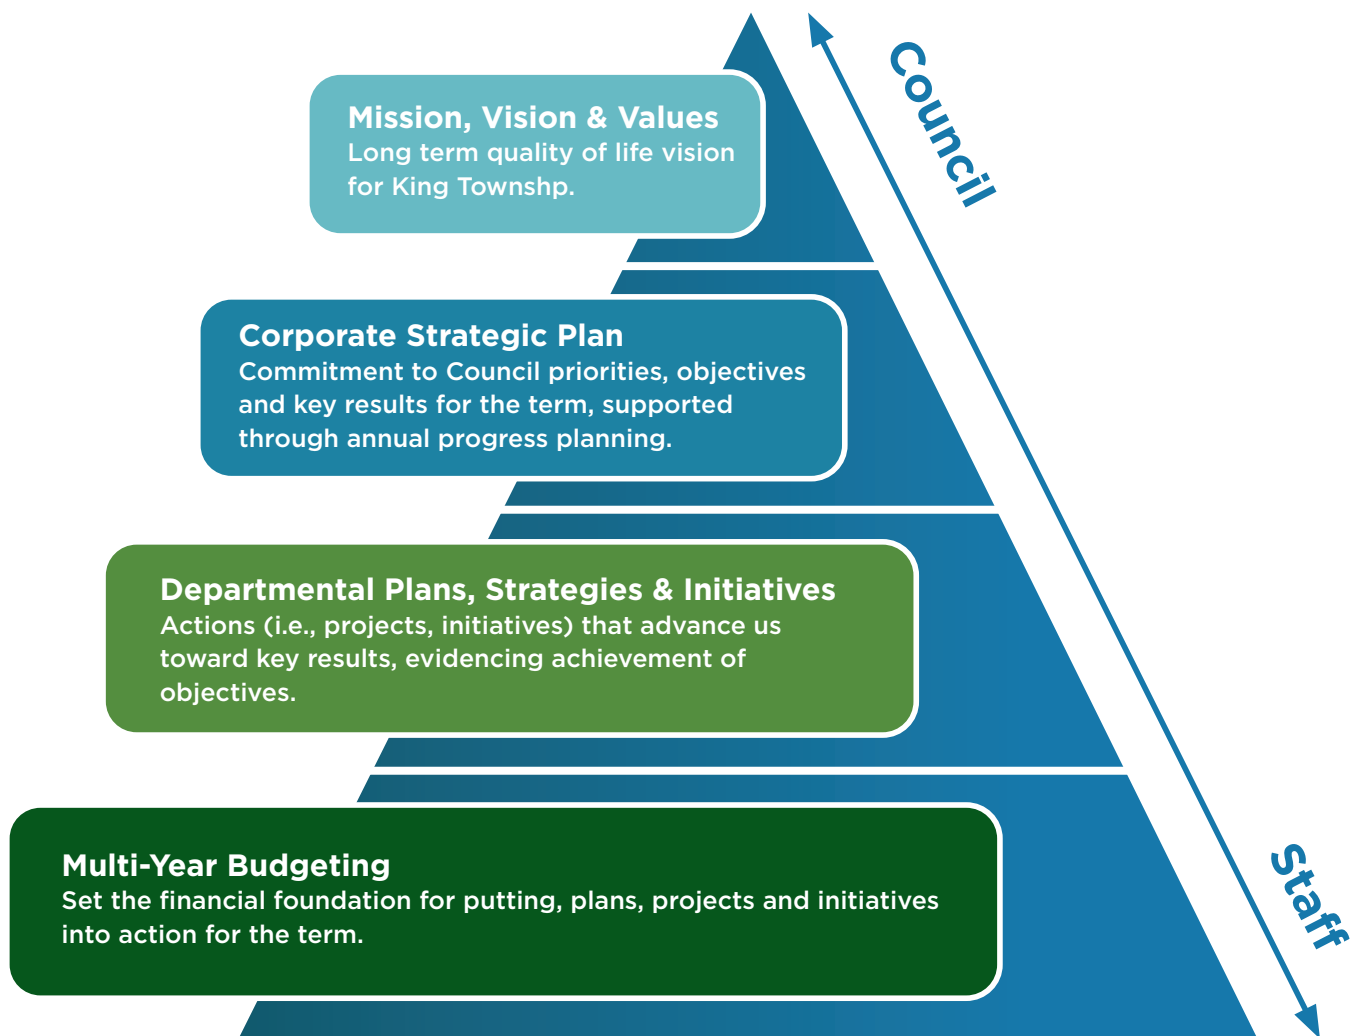 Mission, Vision & Values
Long term quality of life vision
for King Townshp.
Council
Corporate Strategic Plan
Commitment to Council priorities, objectives
and key results for the term, supported
through annual progress planning.
Departmental Plans, Strategies & Initiatives
Actions (i.e., projects, initiatives) that advance us
toward key results, evidencing achievement of
objectives.
Multi-Year Budgeting
Set the financial foundation for putting, plans, projects and initiatives
into action for the term.
Staff